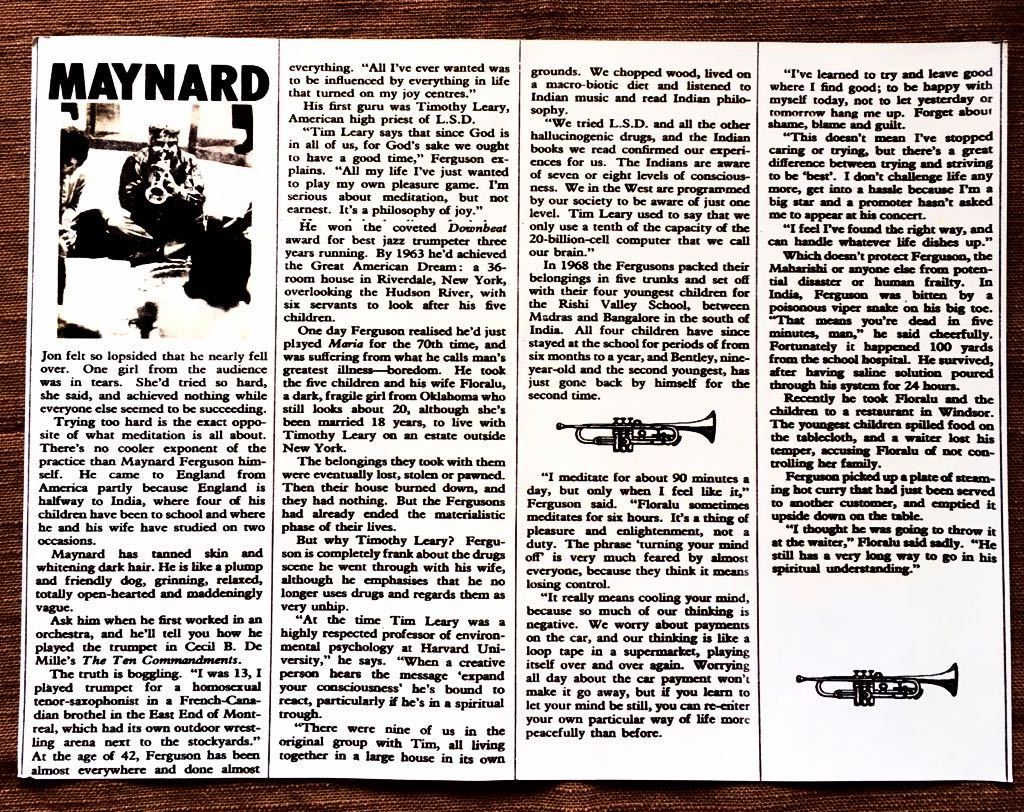 MAYNARD
Jon felt so lopsided that he nearly fell
over. One girl from the audience
was in tears. She'd tried so hard,
she said, and achieved nothing while
everyone else seemed to be succeeding.
Trying too hard is the exact oppo-
site of what meditation is all about.
There's no cooler exponent of the
practice than Maynard Ferguson him-
self. He came to England from
America partly because England is
halfway to India, where four of his
children have been to school and where
he and his wife have studied on two
occasions.
Maynard has tanned skin and
whitening dark hair. He is like a plump
and friendly dog, grinning, relaxed,
totally open-hearted and maddeningly
vague.
Ask him when he first worked in an
orchestra, and he'll tell you how he
played the trumpet in Cecil B. De
Mille's The Ten Commandments.
The truth is boggling. "I was 13, I
played trumpet for a homosexual
tenor-saxophonist in a French-Cana-
dian brothel in the East End of Mont-
real, which had its own outdoor wrest-
ling arena next to the stockyards."
At the age of 42, Ferguson has been
almost everywhere and done almost
everything. "All I've ever wanted was
to be influenced by everything in life
that turned on my joy centres."
His first guru was Timothy Leary,
American high priest of L.S.D.
"Tim Leary says that since God is
in all of us, for God's sake we ought
to have a good time," Ferguson ex-
plains. "All my life I've just wanted
to play my own pleasure game. I'm
serious about meditation, but not
earnest. It's a philosophy of joy."
He won the coveted Downbeat
award for best jazz trumpeter three
years running. By 1963 he'd achieved
the Great American Dream: a 36-
room house in Riverdale, New York,
overlooking the Hudson River, with
six servants to look after his five
children.
One day Ferguson realised he'd just
played Maria for the 70th time, and
was suffering from what he calls man's
greatest illness—boredom. He took
the five children and his wife Floralu,
a dark, fragile girl from Oklahoma who
still looks about 20, although she's
been married 18 years, to live with
Timothy Leary on an estate outside
New York.
The belongings they took with them
were eventually lost, stolen or pawned.
Then their house burned down, and
they had nothing. But the Fergusons
had already ended the materialistic
phase of their lives.
But why Timothy Leary? Fergu-
son is completely frank about the drugs
scene he went through with his wife,
although he emphasises that he no
longer uses drugs and regards them as
very unhip.
"At the time Tim Leary was a
highly respected professor of environ-
mental psychology at Harvard Uni-
versity," he says. "When a creative
person hears the message 'expand
your consciousness' he's bound to
react, particularly if he's in a spiritual
trough.
"There were nine of us in the
original group with Tim, all living
together in a large house in its own
grounds. We chopped wood, lived on
a macro-biotic diet and listened to
Indian music and read Indian philo-
sophy.
"We tried L.S.D. and all the other
hallucinogenic drugs, and the Indian
books we read confirmed our experi-
ences for us. The Indians are aware
of seven or eight levels of conscious-
ness. We in the West are programmed
by our society to be aware of just one
level. Tim Leary used to say that we
only use a tenth of the capacity of the
20-billion-cell computer that we call
our brain."
In 1968 the Fergusons packed their
belongings in five trunks and set off
with their four youngest children for
the Rishi Valley School, between
Madras and Bangalore in the south of
India. All four children have since
stayed at the school for periods of from
six months to a year, and Bentley, nine-
year-old and the second youngest, has
just gone back by himself for the
second time.
"I meditate for about 90 minutes a
day, but only when I feel like it,"
Ferguson said. "Floralu sometimes
meditates for six hours. It's a thing of
pleasure and enlightenment, not a
duty. The phrase 'turning your mind
off' is very much feared by almost
everyone, because they think it means
losing control.
"It really means cooling your mind,
because so much of our thinking is
negative. We worry about payments
on the car, and our thinking is like a
loop tape in a supermarket, playing
itself over and over again. Worrying
all day about the car payment won't
make it go away, but if you learn to
let your mind be still, you can re-enter
your own particular way of life more
peacefully than before.
"I've learned to try and leave good
where I find good; to be happy with
myself today, not to let yesterday or
tomorrow hang me up. Forget about
shame, blame and guilt.
"This doesn't mean I've stopped
caring or trying, but there's a great
difference between trying and striving
to be 'best'. I don't challenge life any
more, get into a hassle because I'm a
big star and a promoter hasn't asked
me to appear at his concert.
"I feel I've found the right way, and
can handle whatever life dishes up."
Which doesn't protect Ferguson, the
Maharishi or anyone else from poten-
tial disaster or human frailty. In
India, Ferguson was bitten by a
poisonous viper snake on his big toe.
"That means you're dead in five
minutes, man," he said cheerfully.
Fortunately it happened 100 yards
from the school hospital. He survived,
after having saline solution poured
through his system for 24 hours.
Recently he took Floralu and the
children to a restaurant in Windsor.
The youngest children spilled food on
the tablecloth, and a waiter lost his
temper, accusing Floralu of not con-
trolling her family.
Ferguson picked up a plate of steam-
ing hot curry that had just been served
to another customer, and emptied it
upside down on the table.
"I thought he was going to throw it
at the waiter," Floralu said sadly. "He
still has a very long way to go in his
spiritual understanding."